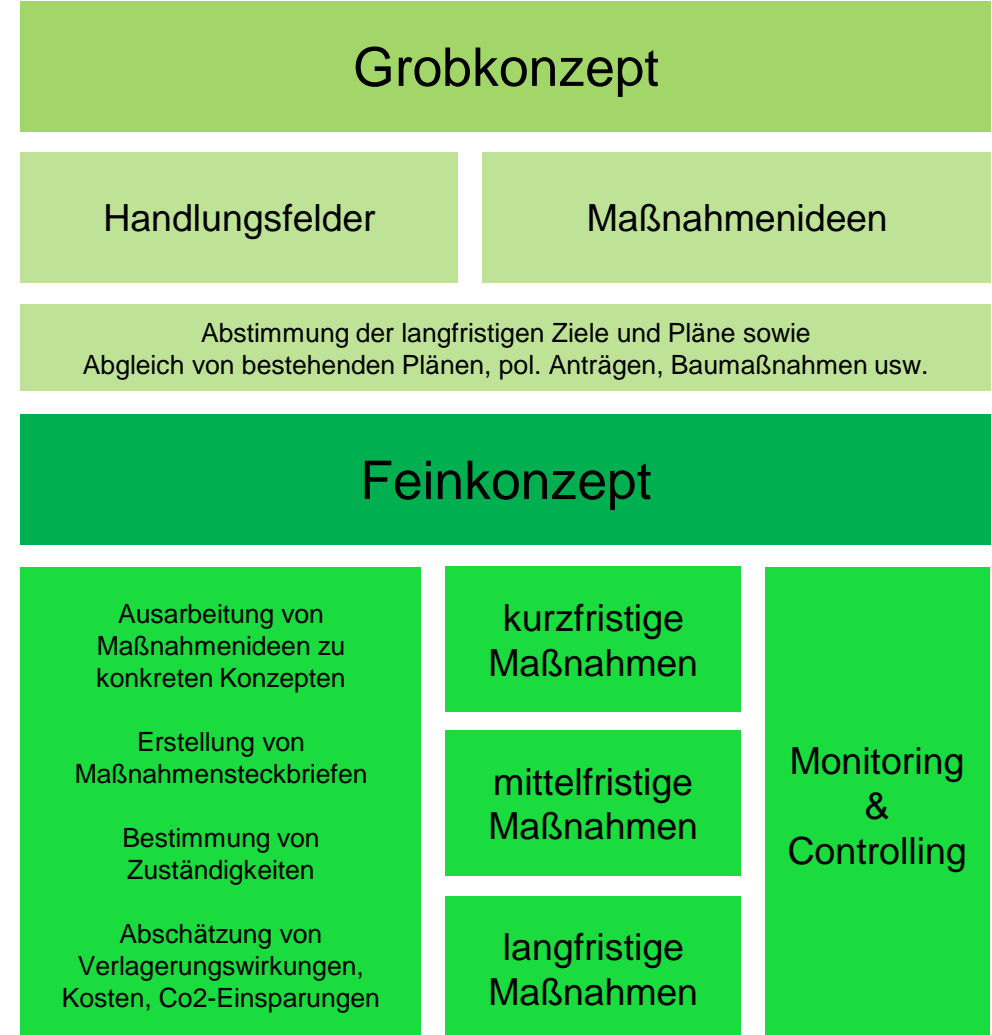 Grobkonzept
Handlungsfelder
Maßnahmenideen
Abstimmung der langfristigen Ziele und Pläne sowie
Abgleich von bestehenden Plänen, pol. Anträgen, Baumaßnahmen usw.
Feinkonzept
Ausarbeitung von
Maßnahmenideen zu
konkreten Konzepten
Erstellung von
Maßnahmensteckbriefen
Bestimmung von
Zuständigkeiten
Abschätzung von
Verlagerungswirkungen,
Kosten, Co2-Einsparungen
kurzfristige
Maßnahmen
mittelfristige
Maßnahmen
langfristige
Maßnahmen
Monitoring
&
Controlling